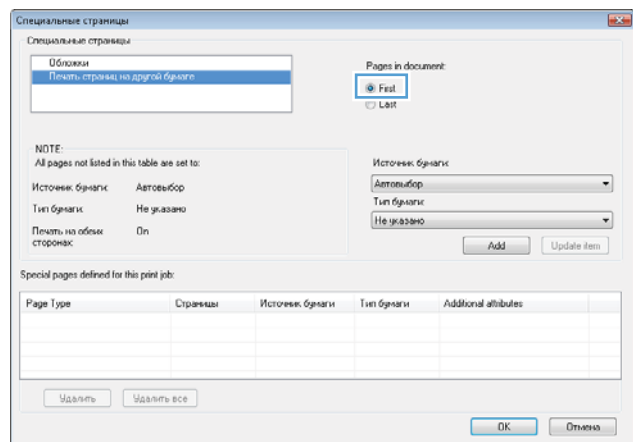 Специальные страницы
Специальные страницы
Обложки
Печать страниц на другой бумаге
Pages in document:
First
Last
NOTE:
All pages not listed in this table are set to:
Источник бумаги: Автовыбор
Тип бумаги: Не указано
Печать на обеих сторонах: On
Источник бумаги:
Автовыбор
Тип бумаги:
Не указано
Add Update item
Special pages defined for this print job:
Page Type Страницы Источник бумаги Тип бумаги Additional attributes
Удалить Удалить все
OK Отмена